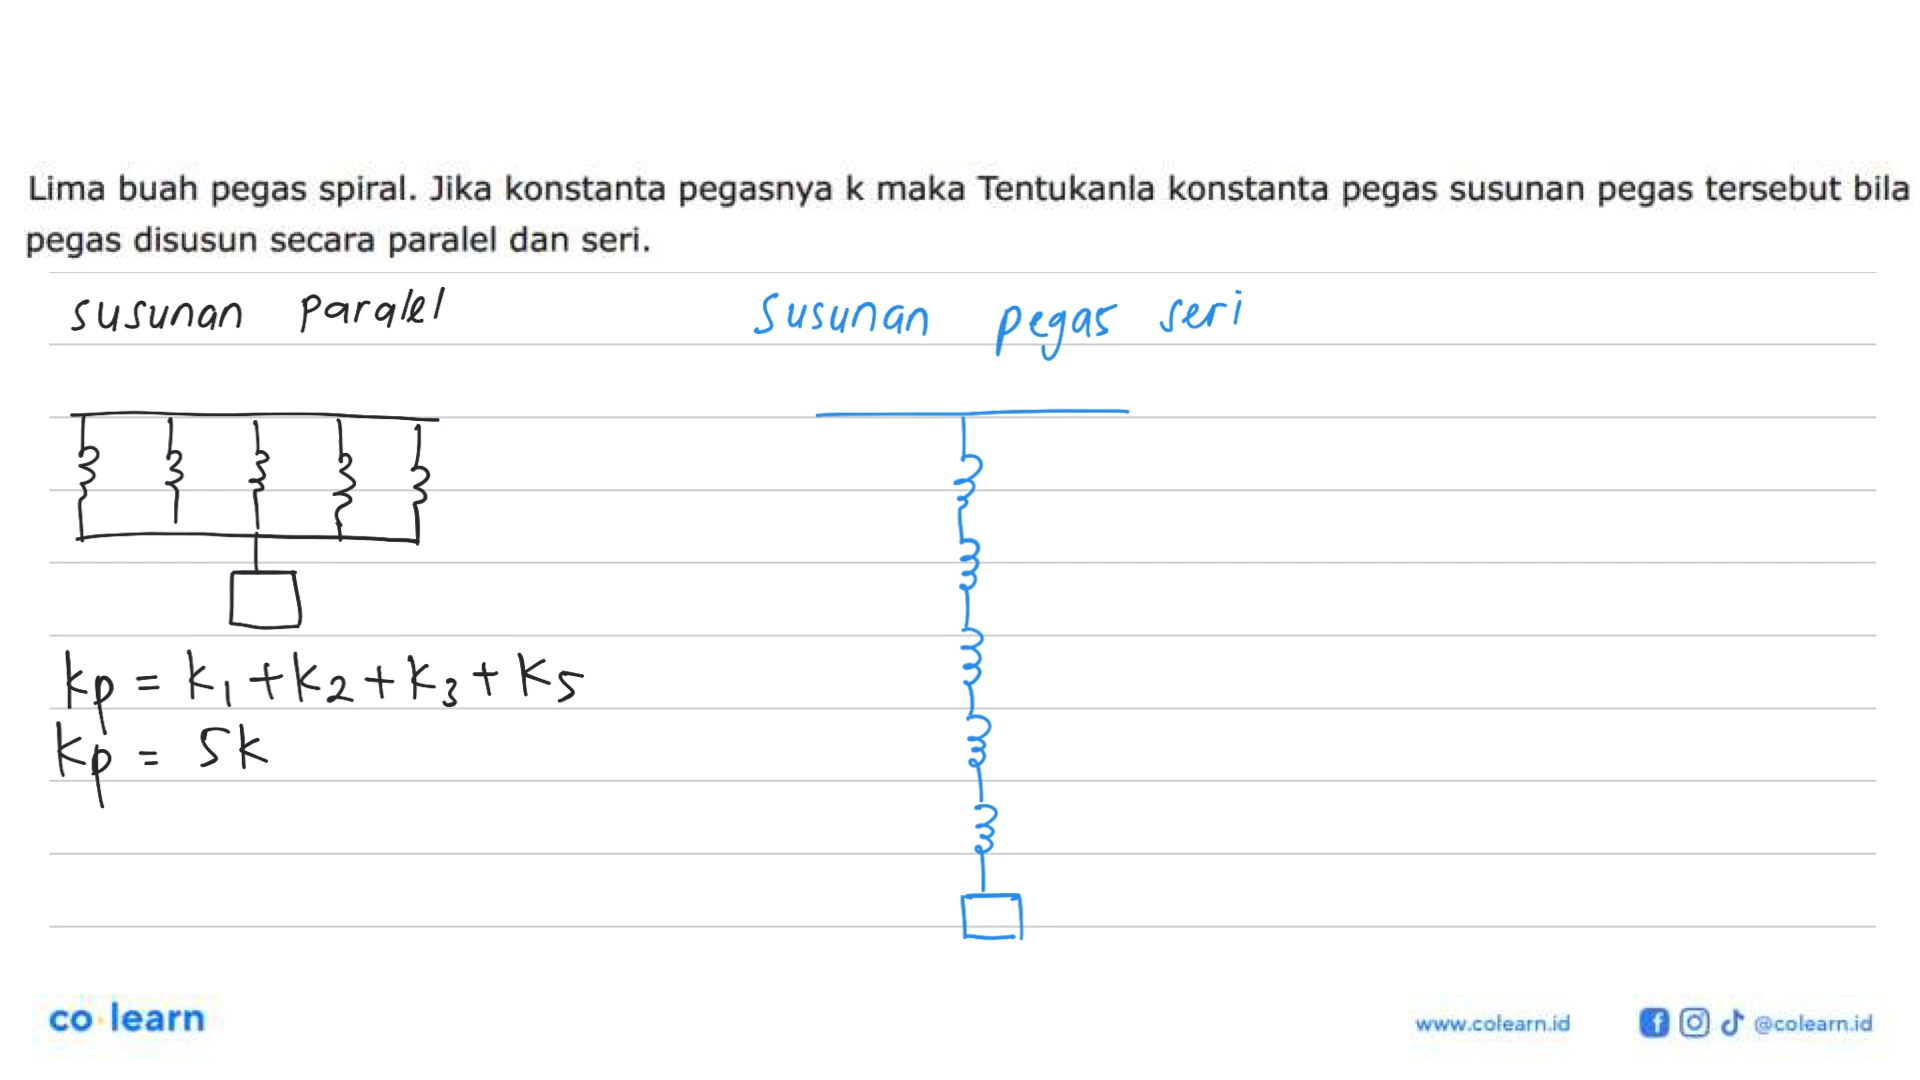 Lima buah pegas spiral. Jika konstanta pegasnya k maka Tentukanla konstanta pegas susunan pegas tersebut bila
pegas disusun secara paralel dan seri.
susunan paralel
susunan pegas seri
kp = k1 + k2 + k3 + k5
kp = 5k
co learn
www.colearn.id
@colearn.id